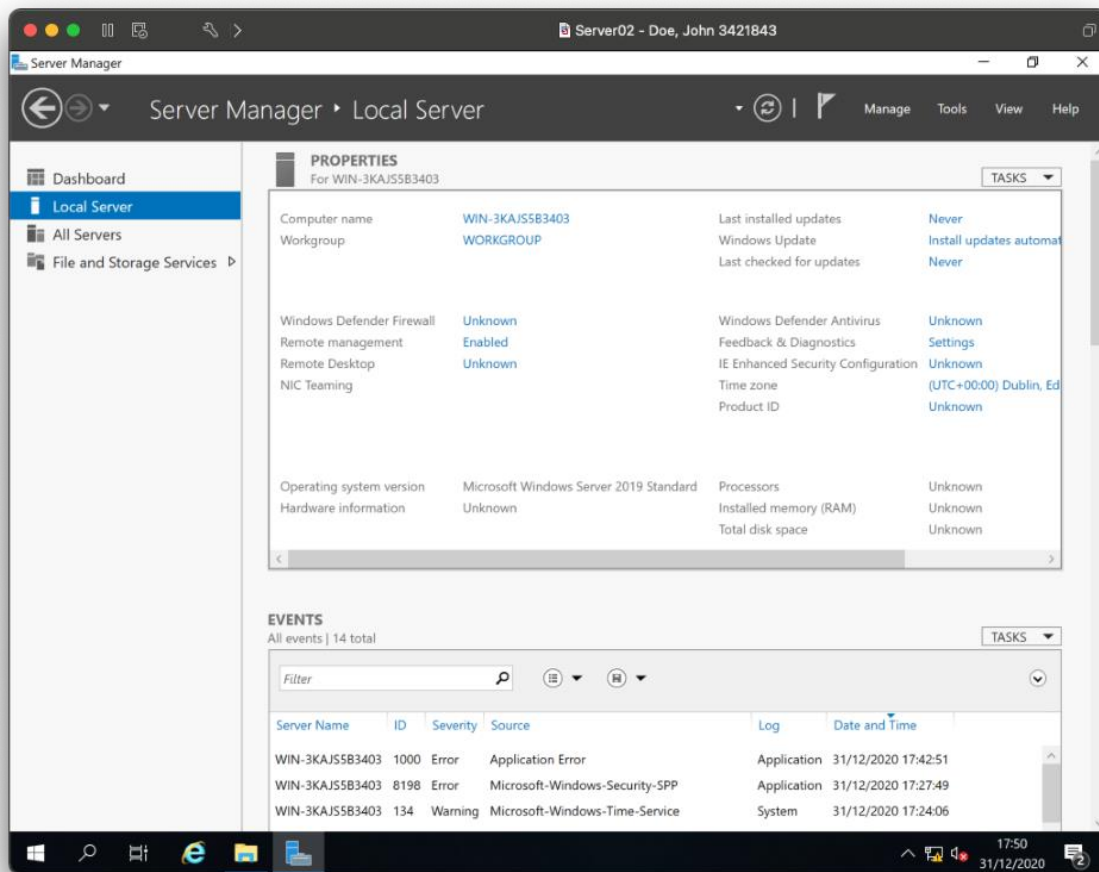 Server02 - Doe, John 3421843
Server Manager
Server Manager ‣ Local Server
Manage Tools View Help
Dashboard
Local Server
All Servers
File and Storage Services
PROPERTIES
For WIN-3KAJS5B3403
TASKS
Computer name WIN-3KAJS5B3403 Last installed updates Never
Workgroup WORKGROUP Windows Update Install updates automat
Last checked for updates Never
Windows Defender Firewall Unknown Windows Defender Antivirus Unknown
Remote management Enabled Feedback & Diagnostics Settings
Remote Desktop Unknown IE Enhanced Security Configuration Unknown
NIC Teaming Time zone (UTC+00:00) Dublin, Ed
Product ID Unknown
Operating system version Microsoft Windows Server 2019 Standard Processors Unknown
Hardware information Unknown Installed memory (RAM) Unknown
Total disk space Unknown
EVENTS
All events | 14 total
TASKS
Filter
Server Name ID Severity Source Log Date and Time
WIN-3KAJS5B3403 1000 Error Application Error Application 31/12/2020 17:42:51
WIN-3KAJS5B3403 8198 Error Microsoft-Windows-Security-SPP Application 31/12/2020 17:27:49
WIN-3KAJS5B3403 134 Warning Microsoft-Windows-Time-Service System 31/12/2020 17:24:06
17:50
31/12/2020
2